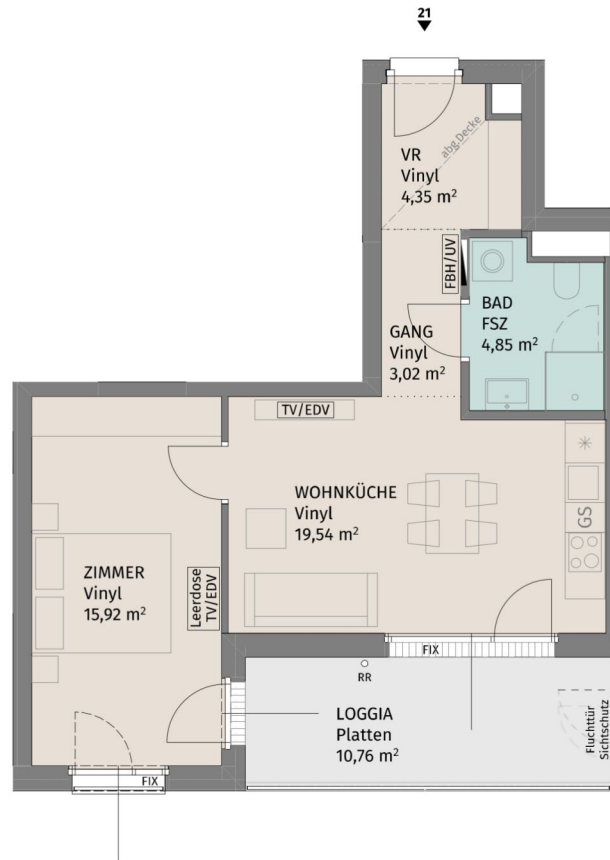 21
abg.Decke
VR
Vinyl
4,35 m²
FBH/UV
BAD
FSZ
4,85 m²
GANG
Vinyl
3,02 m²
TV/EDV
WOHNKÜCHE
Vinyl
19,54 m²
GS
ZIMMER
Vinyl
15,92 m²
Leerdose
TV/EDV
FIX
RR
LOGGIA
Platten
10,76 m²
Fluchttür
Sichtschutz
FIX